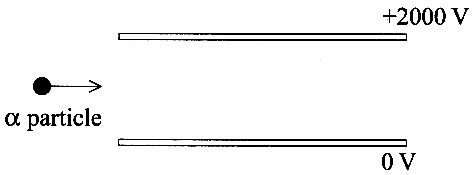 +2000 V
α particle
0 V